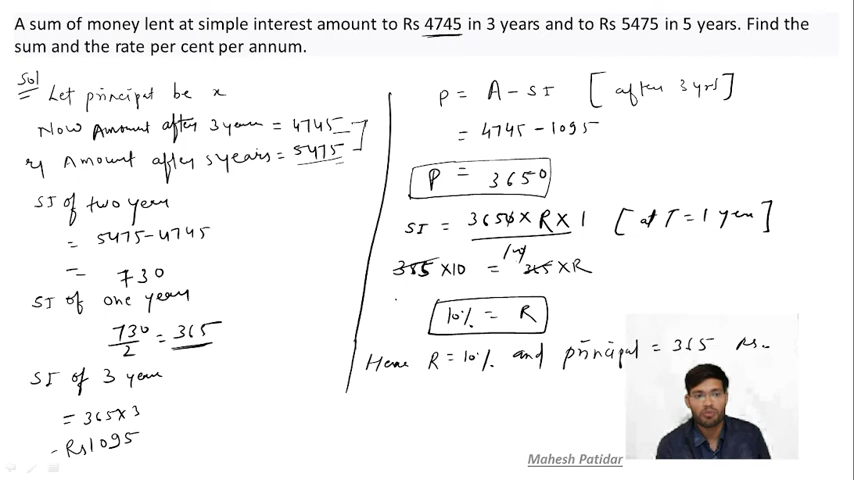 A sum of money lent at simple interest amount to Rs 4745 in 3 years and to Rs 5475 in 5 years. Find the
sum and the rate per cent per annum.
Sol
Let principal be x
Now Amount after 3 years = 4745
Amount after 5 years = 5475
SI of two year
= 5475-4745
= 730
SI of one year
730/2 = 365
SI of 3 year
= 365×3
- Rs 1095
P = A - SI [after 3 yrs]
= 4745 - 1095
P = 3650
SI = 3650 × R × 1 / 100 [at T = 1 year]
355 × 10 = 365 × R
10% = R
Hence R = 10% and principal = 365 Rs.
Mahesh Patidar